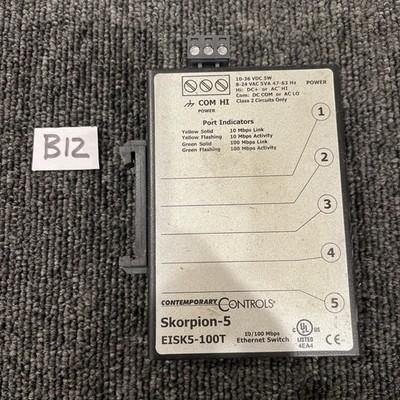 B12
10-36 VDC 5W
8-24 VAC 5VA 47-63 Hz
Hi: DC+ or AC HI
Com: DC COM or AC LO
Class 2 Circuits Only
POWER
COM HI
POWER
Port Indicators
Yellow Solid 10 Mbps Link
Yellow Flashing 10 Mbps Activity
Green Solid 100 Mbps Link
Green Flashing 100 Mbps Activity
1
2
3
4
5
CONTEMPORARY CONTROLS®
Skorpion-5
EISK5-100T
10/100 Mbps
Ethernet Switch
C UL US
LISTED
4EA4
CE